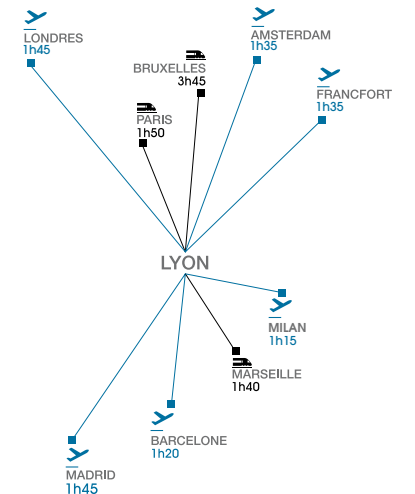 LONDRES
1h45
AMSTERDAM
1h35
BRUXELLES
3h45
FRANCFORT
1h35
PARIS
1h50
LYON
MILAN
1h15
MARSEILLE
1h40
BARCELONE
1h20
MADRID
1h45